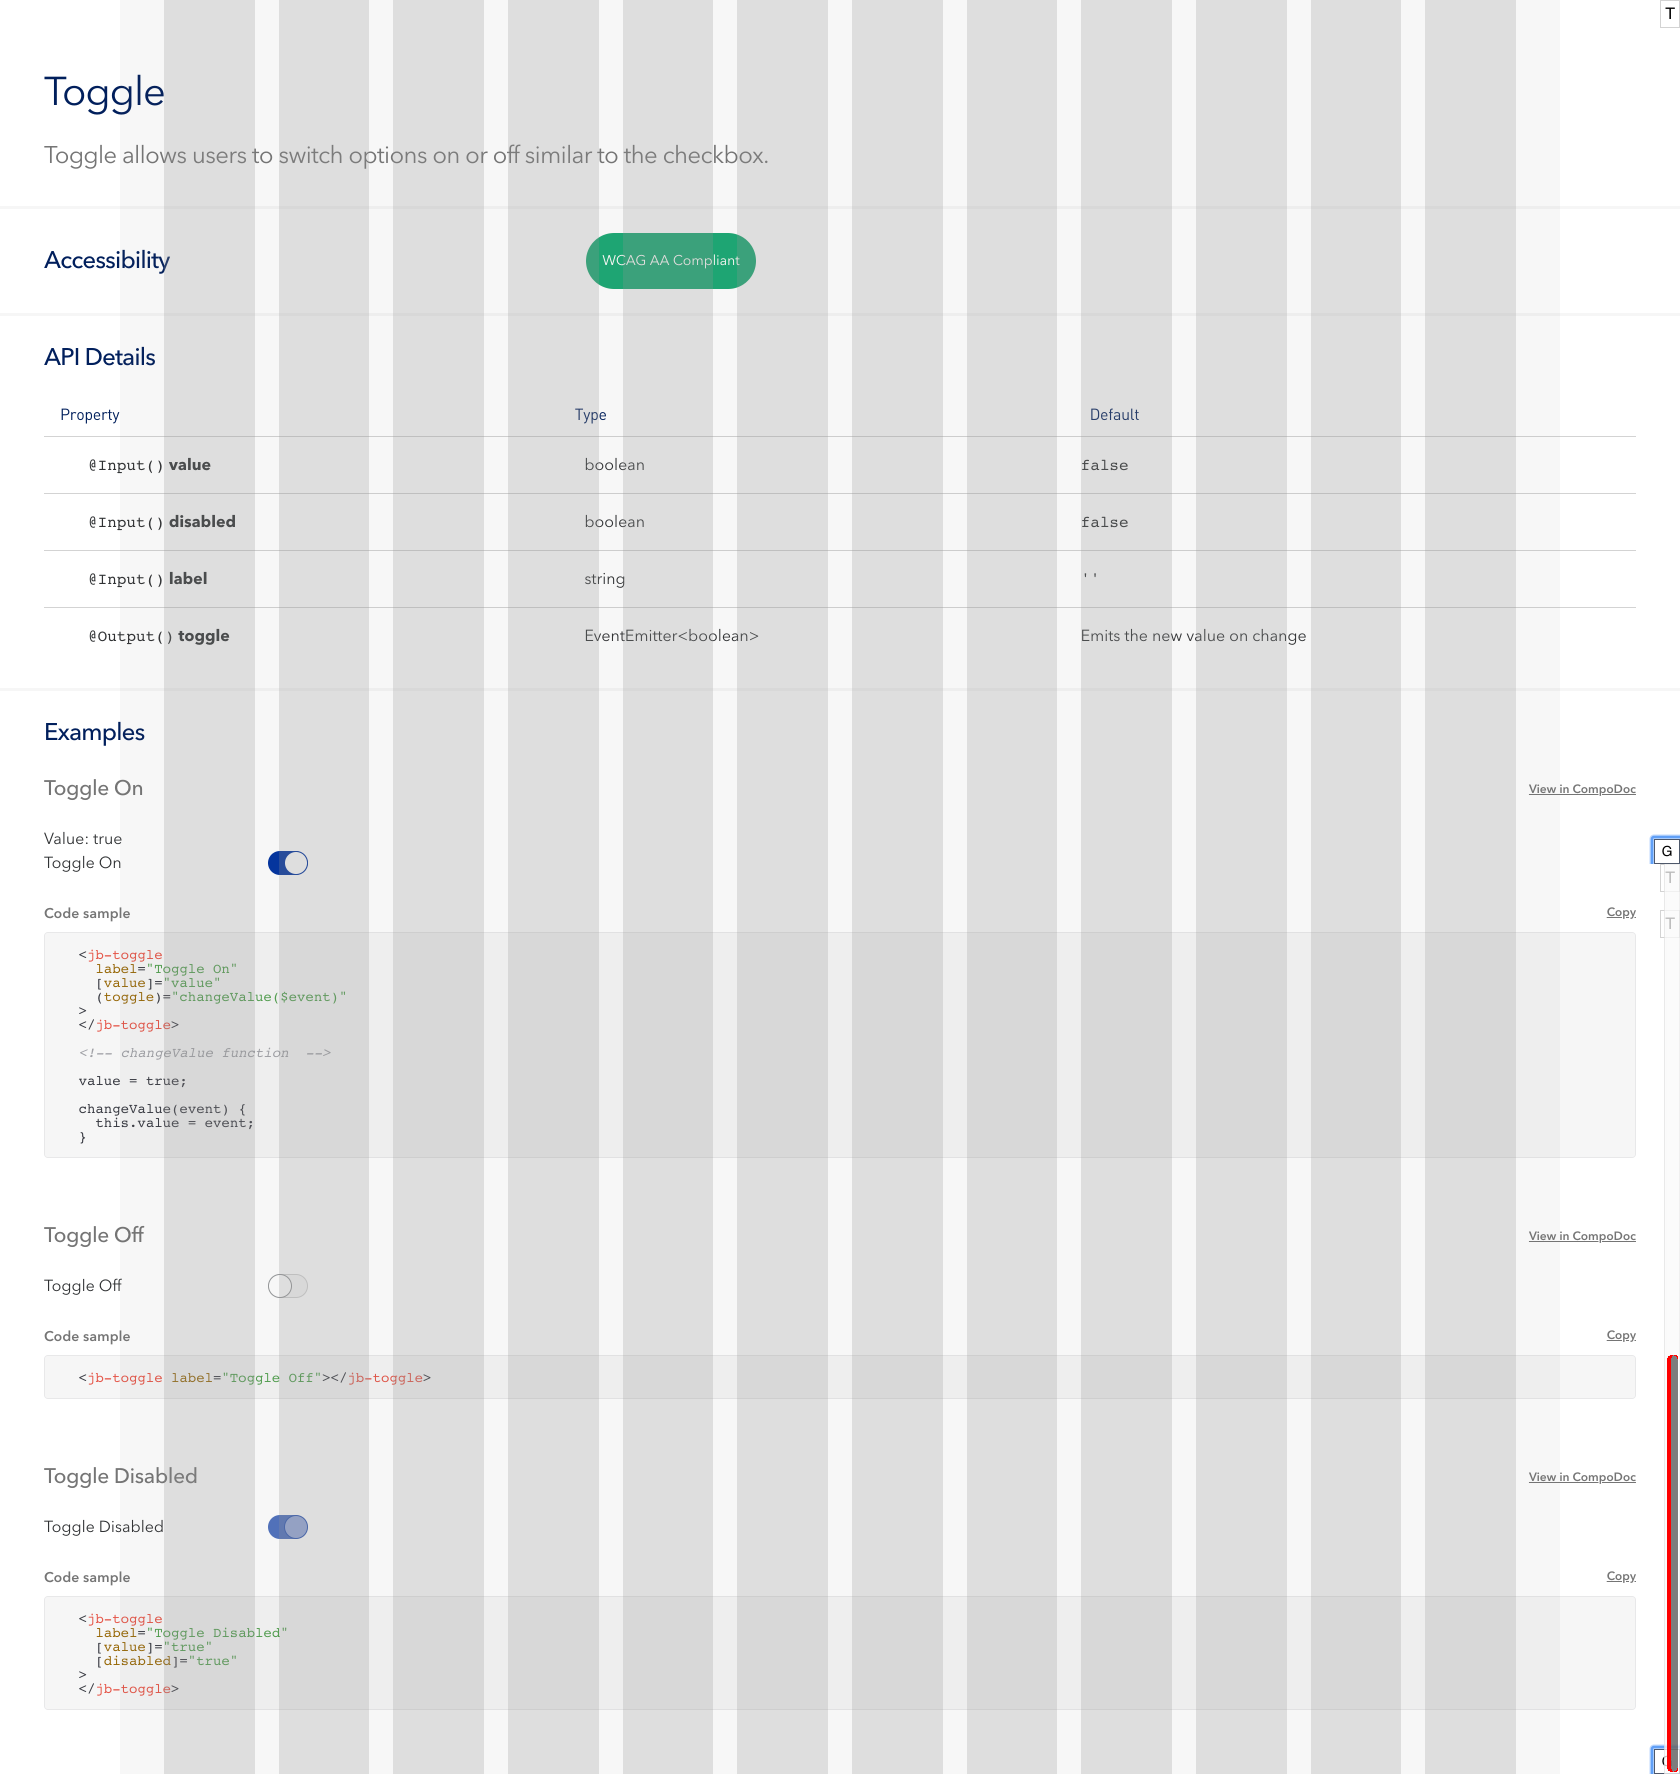 T
Toggle
Toggle allows users to switch options on or off similar to the checkbox.
Accessibility
WCAG AA Compliant
API Details
Property Type Default
@Input() value boolean false
@Input() disabled boolean false
@Input() label string ''
@Output() toggle EventEmitter<boolean> Emits the new value on change
Examples
Toggle On View in CompoDoc
Value: true
G
Toggle On
T
Code sample Copy
T
<jb-toggle
label="Toggle On"
[value]="value"
(toggle)="changeValue($event)"
>
</jb-toggle>
<!-- changeValue function  -->
value = true;
changeValue(event) {
this.value = event;
}
Toggle Off View in CompoDoc
Toggle Off
Code sample Copy
<jb-toggle label="Toggle Off"></jb-toggle>
Toggle Disabled View in CompoDoc
Toggle Disabled
Code sample Copy
<jb-toggle
label="Toggle Disabled"
[value]="true"
[disabled]="true"
>
</jb-toggle>